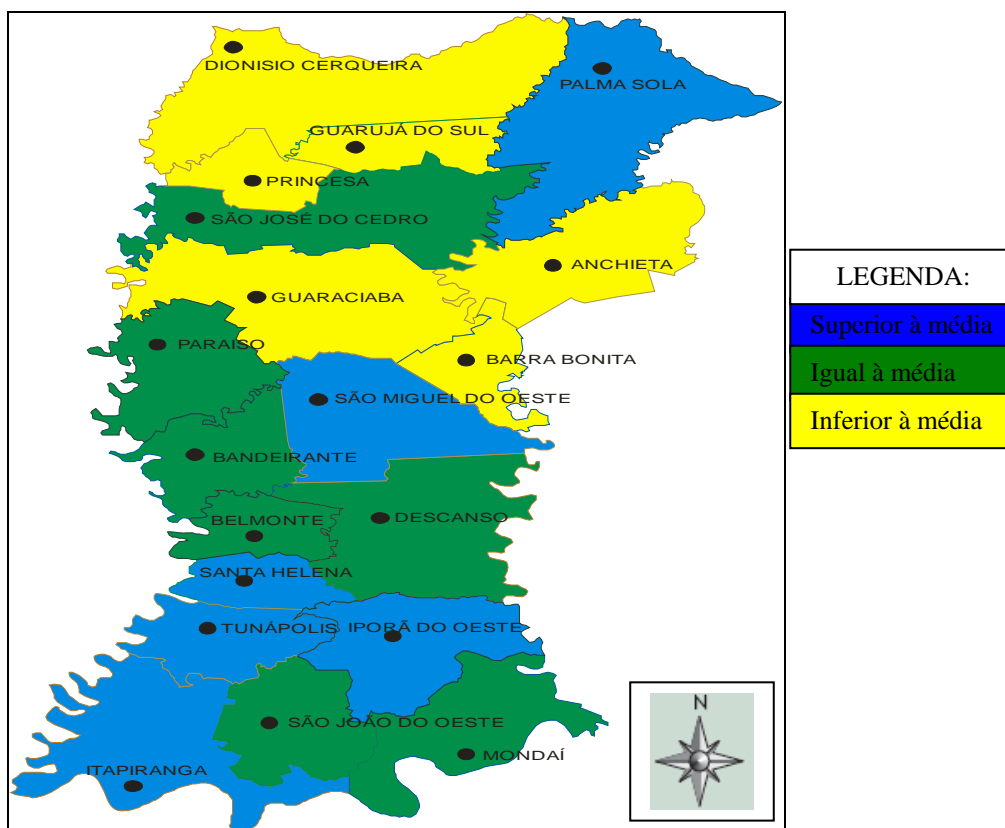 DIONISIO CERQUEIRA
PALMA SOLA
GUARUJÁ DO SUL
PRINCESA
SÃO JOSÉ DO CEDRO
ANCHIETA
GUARACIABA
PARAISO
BARRA BONITA
SÃO MIGUEL DO OESTE
BANDEIRANTE
BELMONTE
DESCANSO
SANTA HELENA
TUNÁPOLIS
IPORÃ DO OESTE
SÃO JOÃO DO OESTE
MONDAÍ
ITAPIRANGA
N
LEGENDA:
Superior à média
Igual à média
Inferior à média